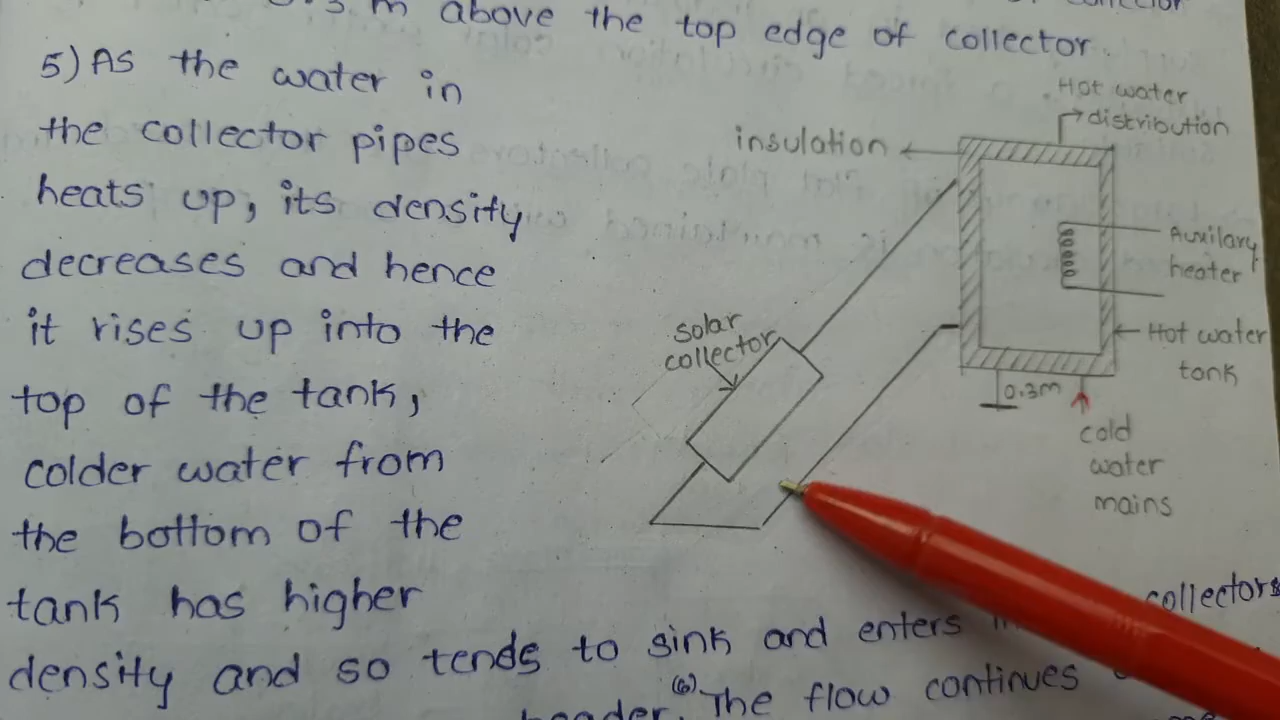 m above the top edge of collector.
5) As the water in
the collector pipes
heats up, its density
decreases and hence
it rises up into the
top of the tank,
colder water from
the bottom of the
tank has higher
density and so tends to sink and enters collectors
header. (6) The flow continues
Hot water
distribution
insulation
Auxilary
heater
solar
collector
Hot water
tank
0.3m
cold
water
mains